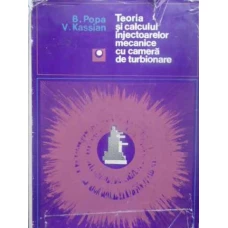 B. Popa
V. Kassian
Teoria
și calculul
injectoarelor
mecanice
cu cameră
de turbionare